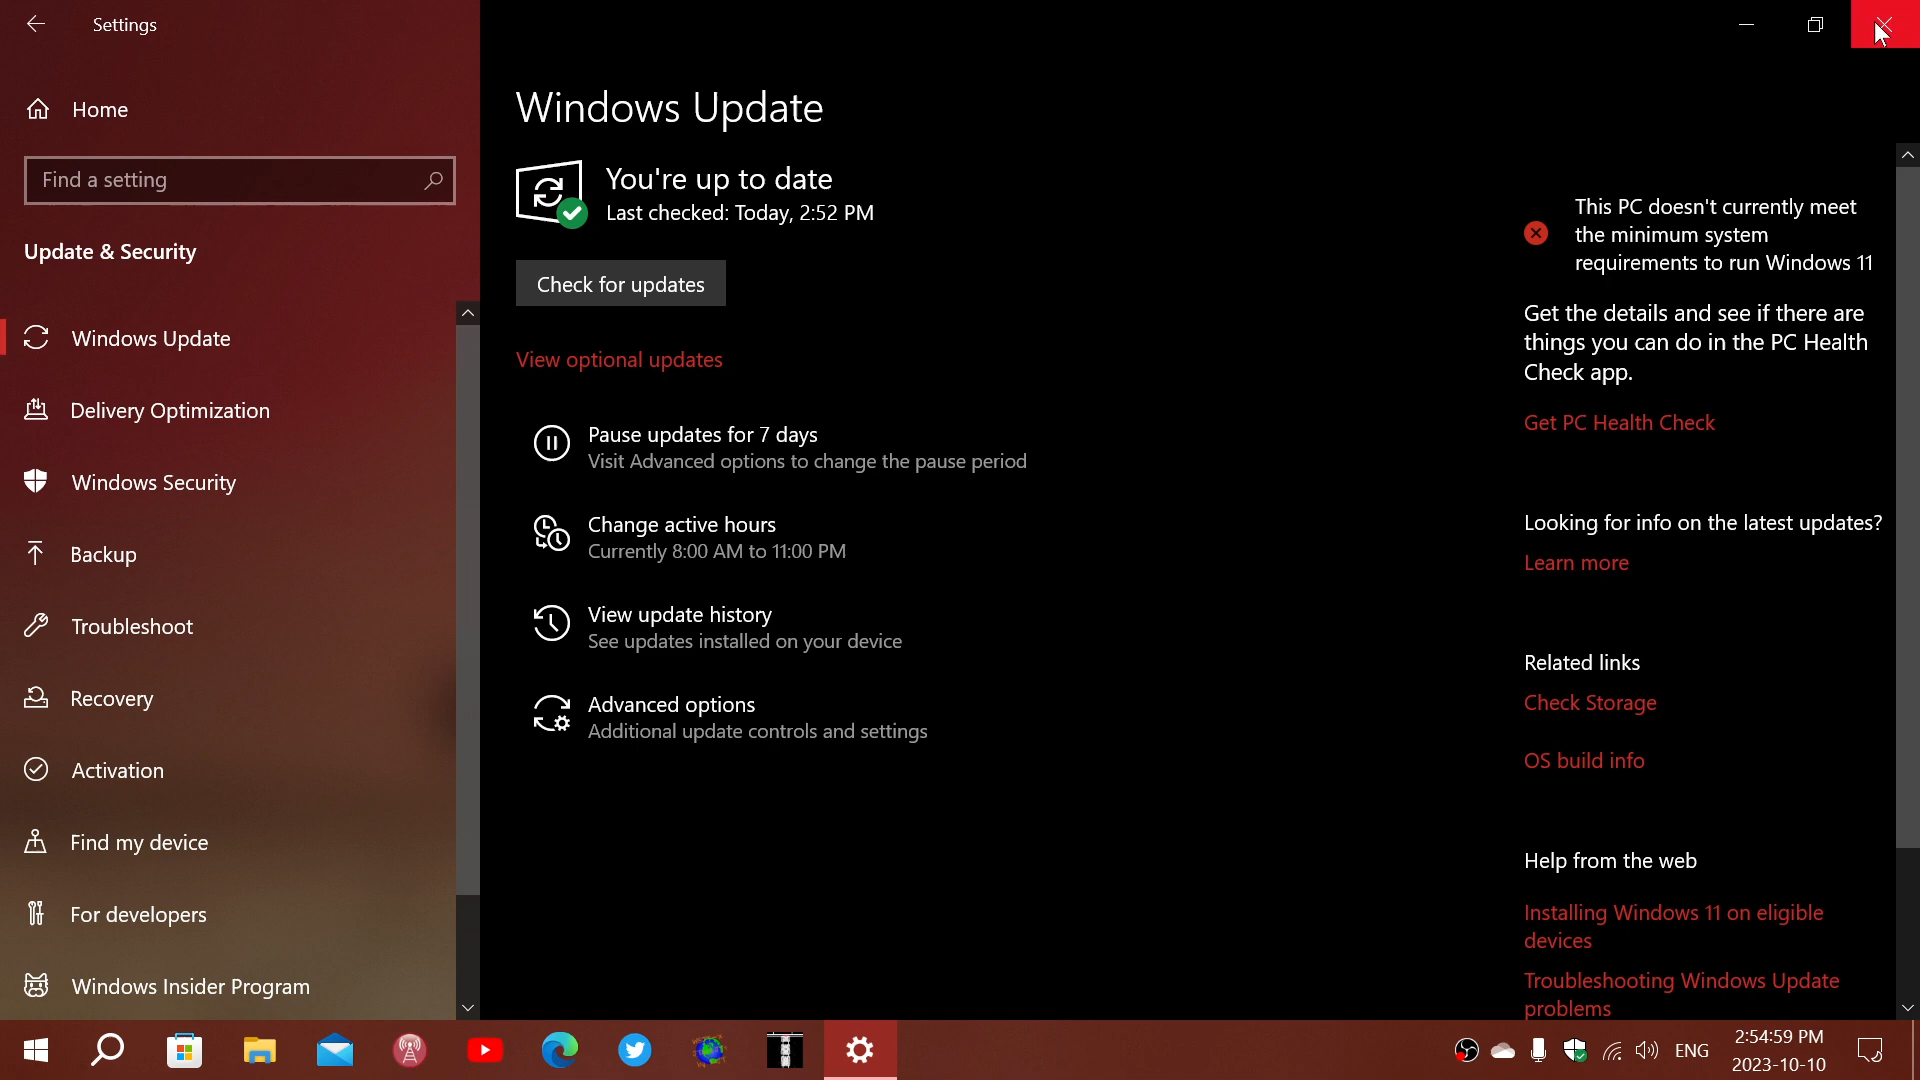 Settings
Home
Find a setting
Update & Security
Windows Update
Delivery Optimization
Windows Security
Backup
Troubleshoot
Recovery
Activation
Find my device
For developers
Windows Insider Program
Windows Update
You're up to date
Last checked: Today, 2:52 PM
Check for updates
View optional updates
Pause updates for 7 days
Visit Advanced options to change the pause period
Change active hours
Currently 8:00 AM to 11:00 PM
View update history
See updates installed on your device
Advanced options
Additional update controls and settings
This PC doesn't currently meet
the minimum system
requirements to run Windows 11
Get the details and see if there are
things you can do in the PC Health
Check app.
Get PC Health Check
Looking for info on the latest updates?
Learn more
Related links
Check Storage
OS build info
Help from the web
Installing Windows 11 on eligible
devices
Troubleshooting Windows Update
problems
ENG
2:54:59 PM
2023-10-10